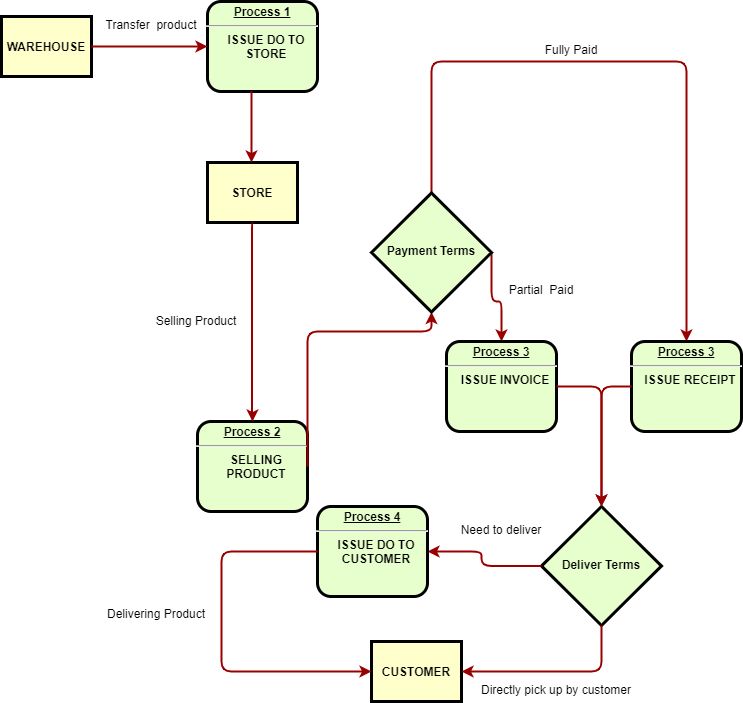 Process 1
Transfer product
ISSUE DO TO
STORE
WAREHOUSE
Fully Paid
STORE
Payment Terms
Partial Paid
Selling Product
Process 3
ISSUE INVOICE
Process 3
ISSUE RECEIPT
Process 2
SELLING
PRODUCT
Process 4
ISSUE DO TO
CUSTOMER
Need to deliver
Deliver Terms
Delivering Product
CUSTOMER
Directly pick up by customer